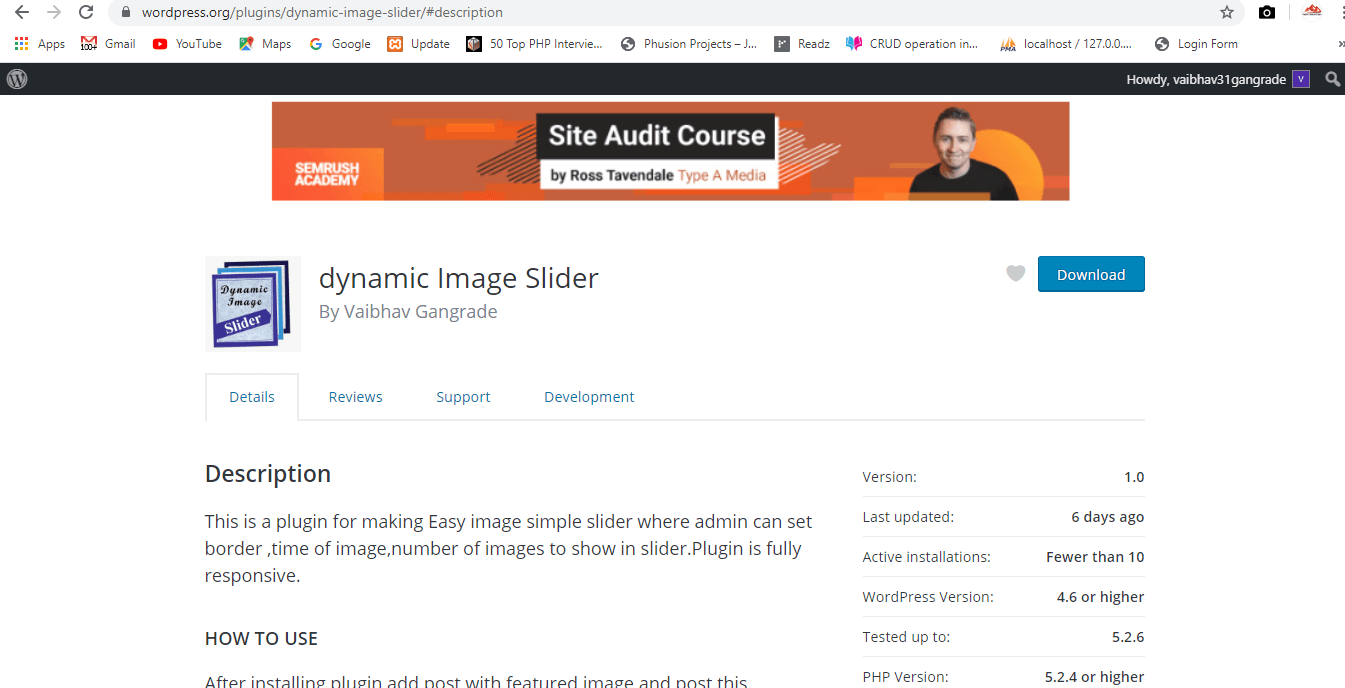 wordpress.org/plugins/dynamic-image-slider/#description
Apps 100+ Gmail YouTube Maps Google Update 50 Top PHP Intervie... Phusion Projects – J... r Readz CRUD operation in... PMA localhost / 127.0.0.... Login Form »
Howdy, vaibhav31gangrade V
SEMRUSH
ACADEMY
Site Audit Course
by Ross Tavendale Type A Media
Dynamic
Image
Slider
dynamic Image Slider
By Vaibhav Gangrade
Download
Details Reviews Support Development
Description
This is a plugin for making Easy image simple slider where admin can set
border ,time of image,number of images to show in slider.Plugin is fully
responsive.
HOW TO USE
After installing plugin add post with featured image and post this
Version: 1.0
Last updated: 6 days ago
Active installations: Fewer than 10
WordPress Version: 4.6 or higher
Tested up to: 5.2.6
PHP Version: 5.2.4 or higher